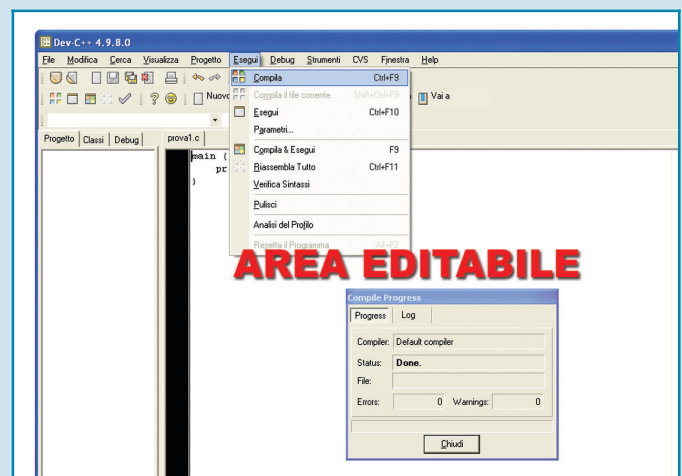 Dev-C++ 4.9.8.0
File Modifica Cerca Visualizza Progetto Esegui Debug Strumenti CVS Finestra Help
Nuovo
Vai a
Compila Ctrl+F9
Compila il file corrente Shift+Ctrl+F9
Esegui Ctrl+F10
Parametri...
Compila & Esegui F9
Riassembla Tutto Ctrl+F11
Verifica Sintassi
Pulisci
Analisi del Profilo
Resetta il Programma Alt+F2
Progetto Classi Debug
prova1.c
main (
pr
)
AREA EDITABILE
Compile Progress
Progress Log
Compiler: Default compiler
Status: Done.
File:
Errors: 0 Warnings: 0
Chiudi